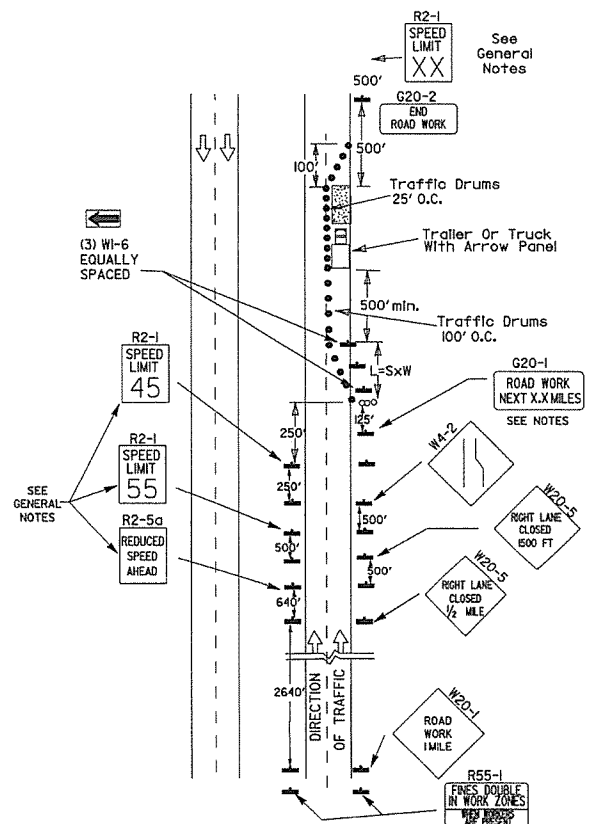 R2-1
SPEED
LIMIT
XX
See
General
Notes
500'
G20-2
END
ROAD WORK
500'
100'
Traffic Drums
25' O.C.
Trailer Or Truck
With Arrow Panel
(3) W1-6
EQUALLY
SPACED
500' min.
Traffic Drums
100' O.C.
R2-1
SPEED
LIMIT
45
L=SxW
G20-1
ROAD WORK
NEXT X.X MILES
SEE NOTES
125'
250'
W4-2
R2-1
SPEED
LIMIT
55
250'
500'
W20-5
RIGHT LANE
CLOSED
1500 FT
SEE
GENERAL
NOTES
R2-5a
REDUCED
SPEED
AHEAD
500'
500'
W20-5
RIGHT LANE
CLOSED
1/2 MILE
640'
2640'
DIRECTION
OF TRAFFIC
W20-1
ROAD
WORK
1 MILE
R55-1
FINES DOUBLE
IN WORK ZONES
WHEN WORKERS
ARE PRESENT